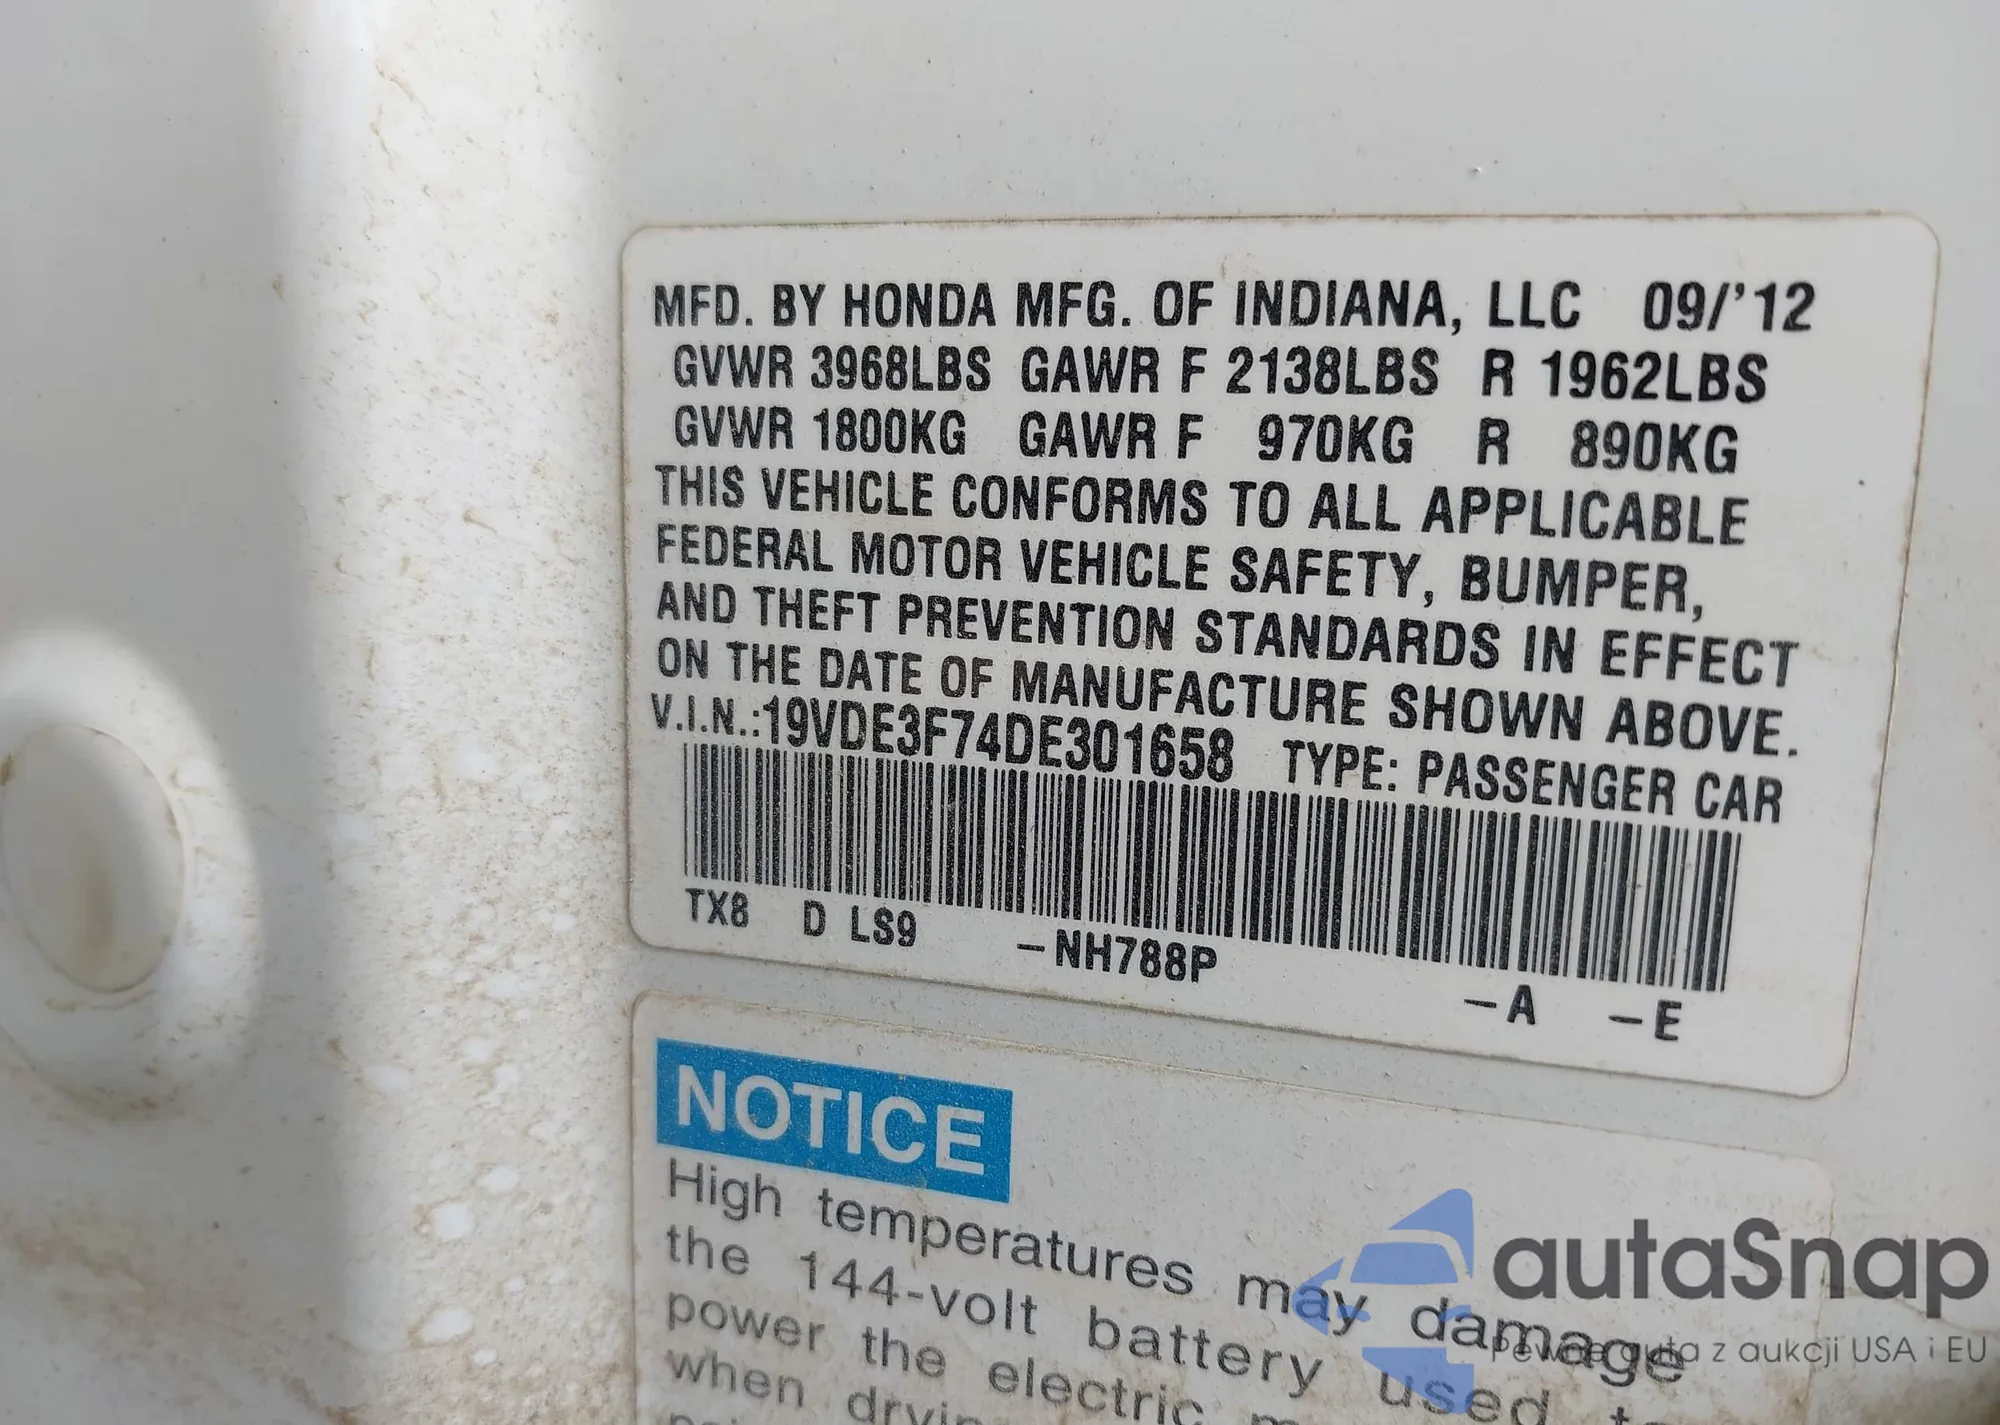 MFD. BY HONDA MFG. OF INDIANA, LLC 09/'12
GVWR 3968LBS GAWR F 2138LBS R 1962LBS
GVWR 1800KG GAWR F 970KG R 890KG
THIS VEHICLE CONFORMS TO ALL APPLICABLE
FEDERAL MOTOR VEHICLE SAFETY, BUMPER,
AND THEFT PREVENTION STANDARDS IN EFFECT
ON THE DATE OF MANUFACTURE SHOWN ABOVE.
V.I.N.:19VDE3F74DE301658 TYPE: PASSENGER CAR
TX8 D LS9 -NH788P -A -E
NOTICE
High temperatures may damage
the 144-volt battery used to
power the electric
when
autaSnap
Pewne auta z aukcji USA i EU